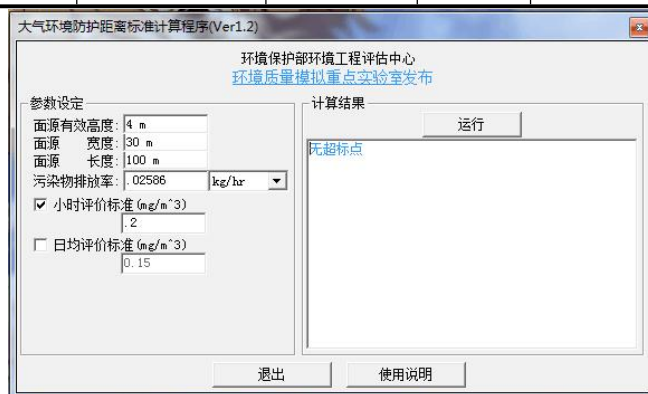 大气环境防护距离标准计算程序(Ver1.2)
环境保护部环境工程评估中心
环境质量模拟重点实验室发布
参数设定
面源有效高度: 4 m
面源 宽度: 30 m
面源 长度: 100 m
污染物排放率: .02586 kg/hr
小时评价标准(mg/m^3)
.2
日均评价标准(mg/m^3)
0.15
计算结果
运行
无超标点
退出 使用说明